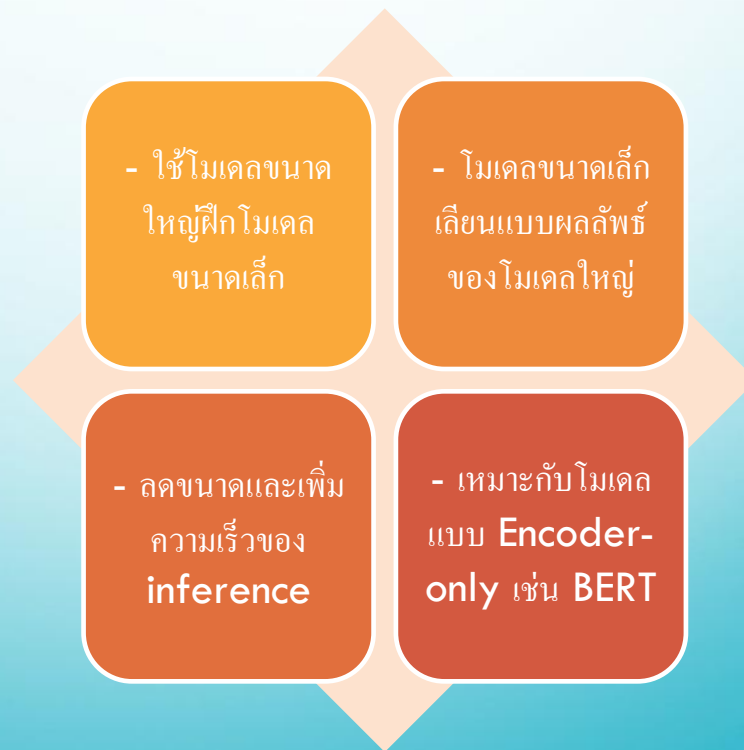 - ใช้โมเดลขนาด
ใหญ่ฝึกโมเดล
ขนาดเล็ก
- โมเดลขนาดเล็ก
เลียนแบบผลลัพธ์
ของโมเดลใหญ่
- ลดขนาดและเพิ่ม
ความเร็วของ
inference
- เหมาะกับโมเดล
แบบ Encoder-
only เช่น BERT